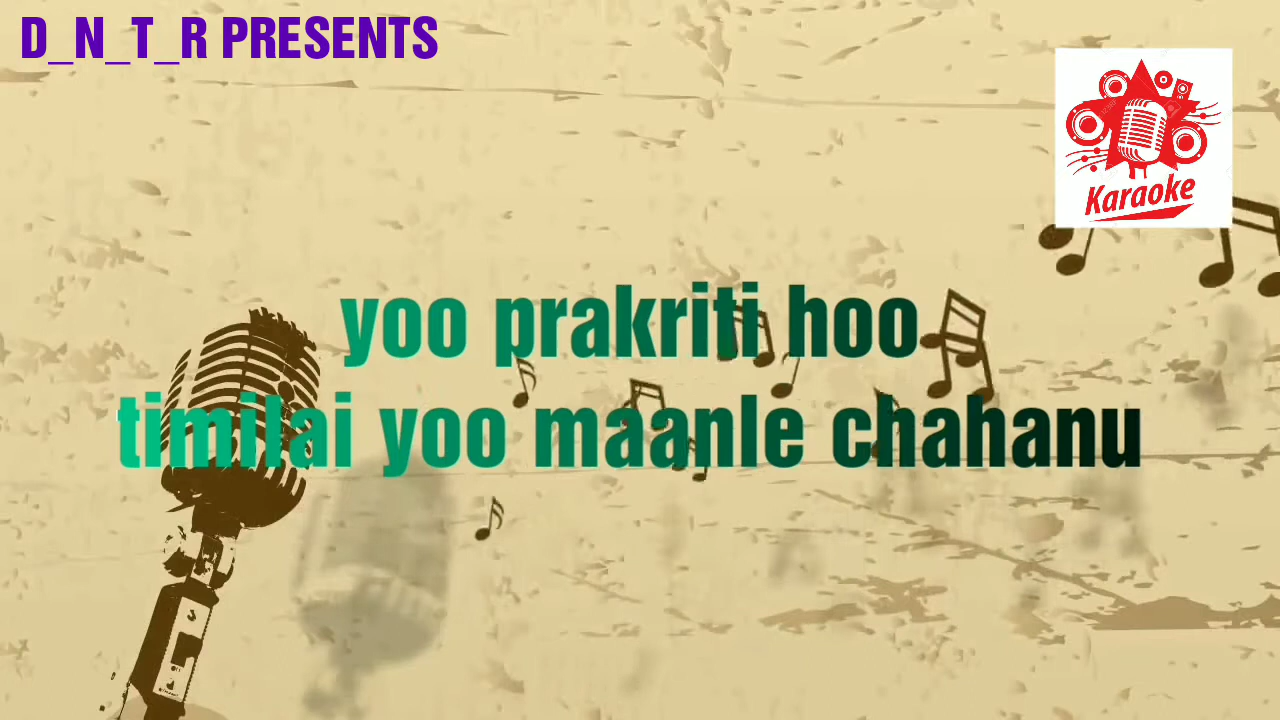 D_N_T_R PRESENTS
Karaoke
yoo prakriti hoo
timilai yoo maanle chahanu